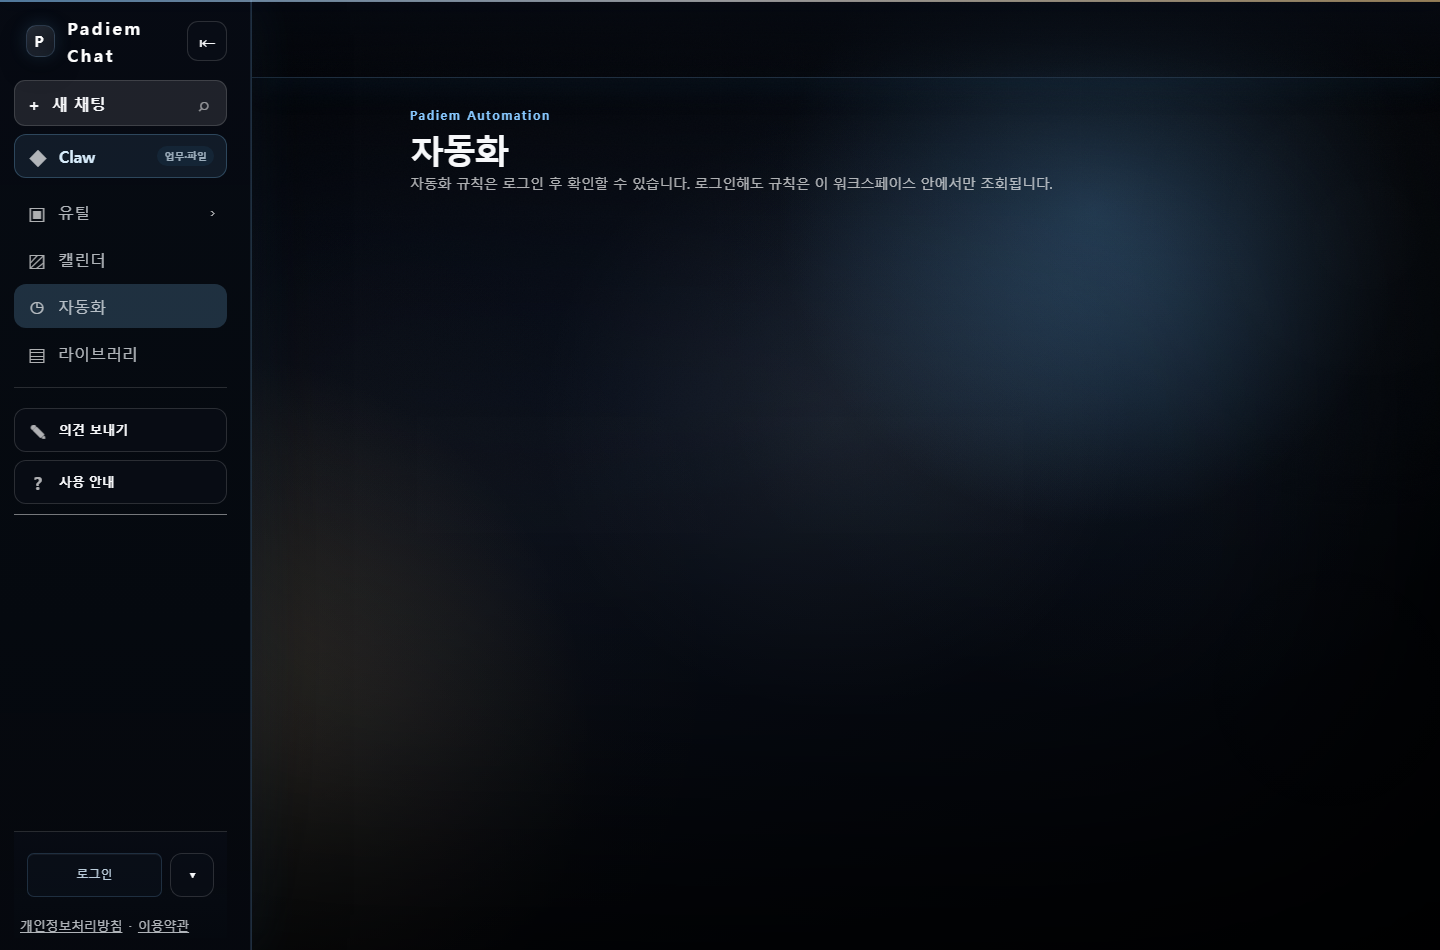 P
Padiem
Chat
+ 새 채팅
Claw
업무·파일
유틸
캘린더
자동화
라이브러리
의견 보내기
? 사용 안내
로그인
개인정보처리방침 · 이용약관
Padiem Automation
자동화
자동화 규칙은 로그인 후 확인할 수 있습니다. 로그인해도 규칙은 이 워크스페이스 안에서만 조회됩니다.